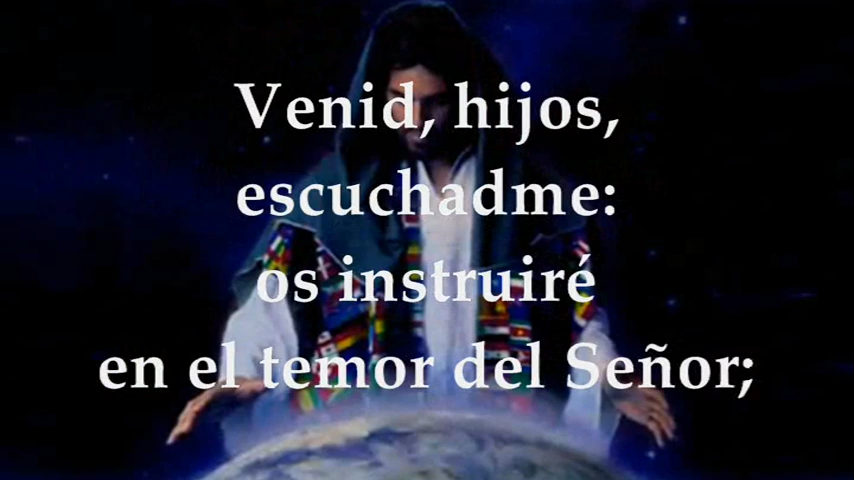 Venid, hijos,
escuchadme:
os instruiré
en el temor del Señor;